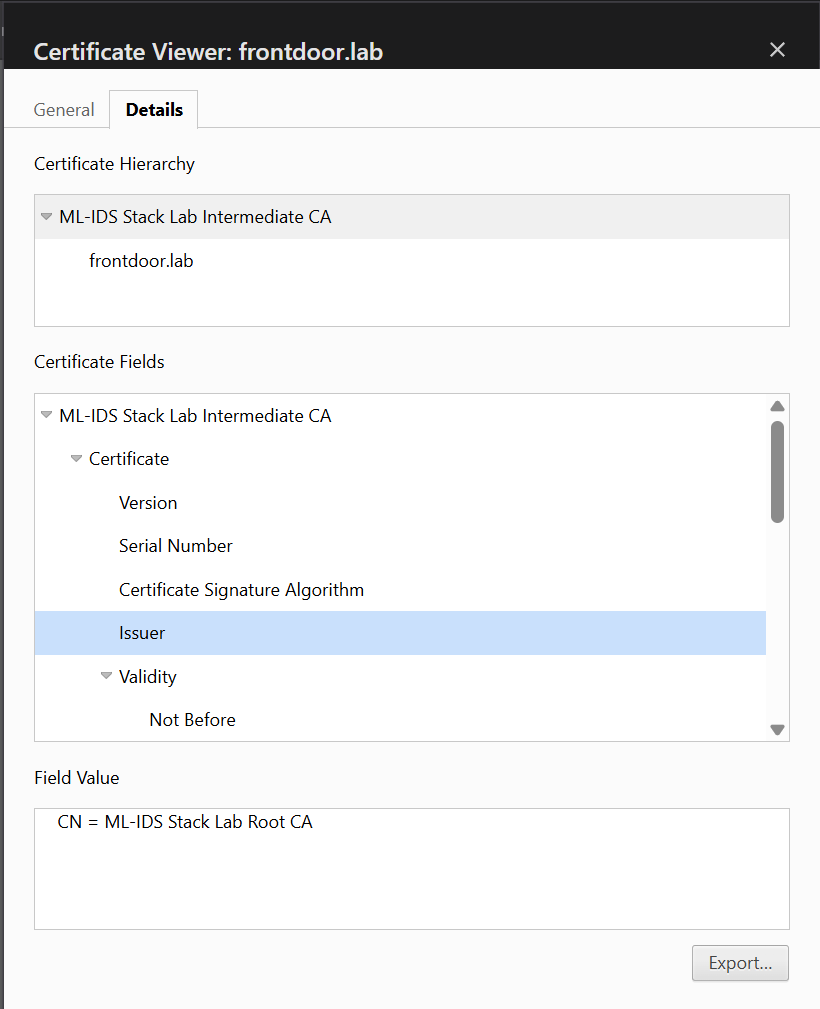 Certificate Viewer: frontdoor.lab
General
Details
Certificate Hierarchy
ML-IDS Stack Lab Intermediate CA
frontdoor.lab
Certificate Fields
ML-IDS Stack Lab Intermediate CA
Certificate
Version
Serial Number
Certificate Signature Algorithm
Issuer
Validity
Not Before
Field Value
CN = ML-IDS Stack Lab Root CA
Export...